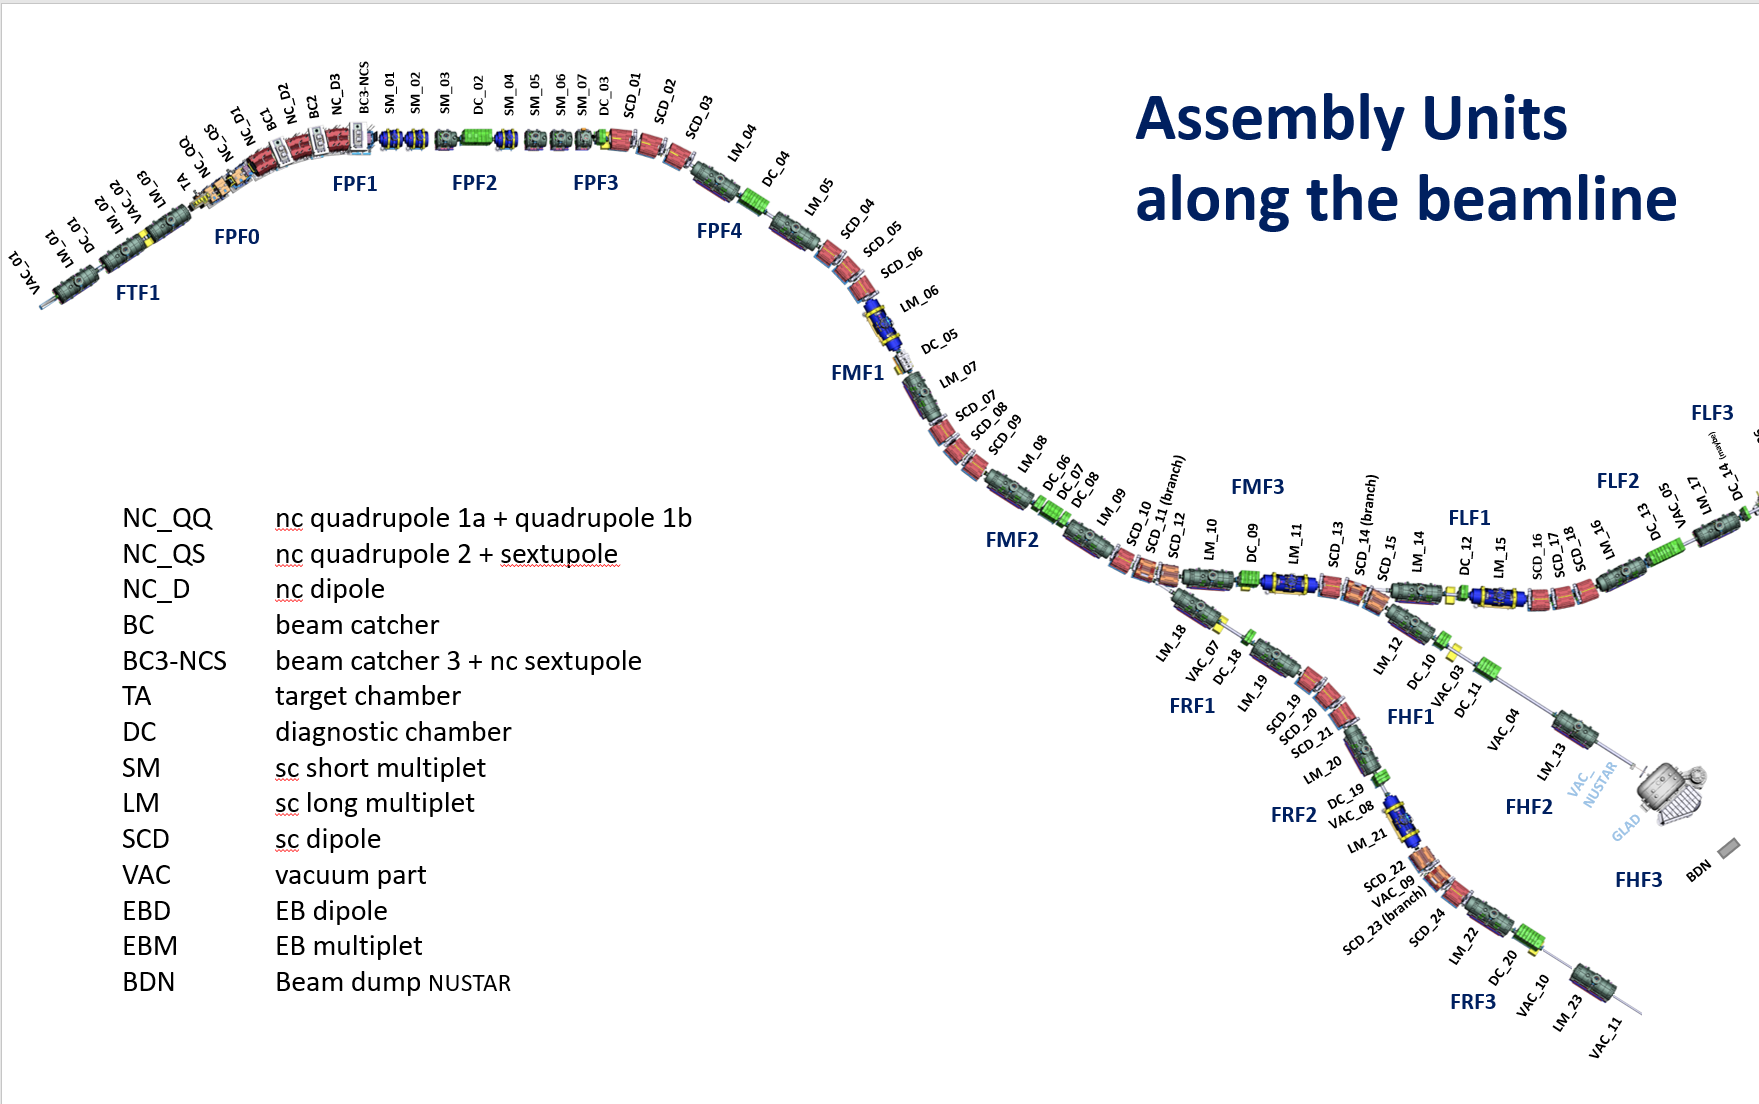 Assembly Units
along the beamline
VAC_01
LM_01
DC_01
LM_02
VAC_02
LM_03
TA
NC_QQ
NC_QS
NC_D1
BC1
NC_D2
BC2
NC_D3
BC3-NCS
SM_01
SM_02
SM_03
DC_02
SM_04
SM_05
SM_06
SM_07
DC_03
SCD_01
SCD_02
SCD_03
LM_04
DC_04
LM_05
SCD_04
SCD_05
SCD_06
LM_06
DC_05
LM_07
SCD_07
SCD_08
SCD_09
LM_08
DC_06
DC_07
DC_08
LM_09
SCD_10
SCD_11 (branch)
SCD_12
LM_10
DC_09
LM_11
SCD_13
SCD_14 (branch)
SCD_15
LM_14
DC_12
LM_15
SCD_16
SCD_17
SCD_18
LM_16
DC_13
VAC_05
LM_17
DC_14 (maybe)
FTF1
FPF0
FPF1
FPF2
FPF3
FPF4
FMF1
FMF2
FMF3
FLF1
FLF2
FLF3
LM_18
VAC_07
DC_18
LM_19
FRF1
SCD_19
SCD_20
SCD_21
LM_20
DC_19
VAC_08
LM_21
FRF2
SCD_22
VAC_09
SCD_23 (branch)
SCD_24
LM_22
DC_20
FRF3
VAC_10
LM_23
VAC_11
LM_12
DC_10
VAC_03
DC_11
FHF1
VAC_04
LM_13
FHF2
VAC_
NUSTAR
GLAD
FHF3
BDN
NC_QQ nc quadrupole 1a + quadrupole 1b
NC_QS nc quadrupole 2 + sextupole
NC_D nc dipole
BC beam catcher
BC3-NCS beam catcher 3 + nc sextupole
TA target chamber
DC diagnostic chamber
SM sc short multiplet
LM sc long multiplet
SCD sc dipole
VAC vacuum part
EBD EB dipole
EBM EB multiplet
BDN Beam dump NUSTAR